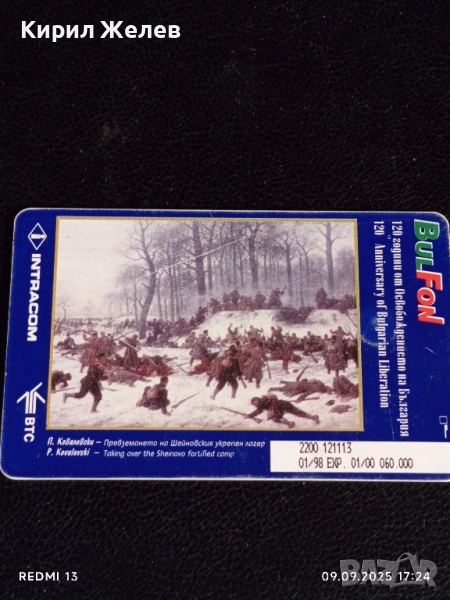 Кирил Желев
BULFON
120 години от Освобождението на България
120th Anniversary of Bulgarian Liberation
INTRACOM
BTC
П. Ковалевски – Превземането на Шейновския укрепен лагер
P. Kovalevski – Taking over the Sheinovo fortified camp
2200 121113
01/98 EXP. 01/00 060.000
REDMI 13
09.09.2025 17:24
bazar